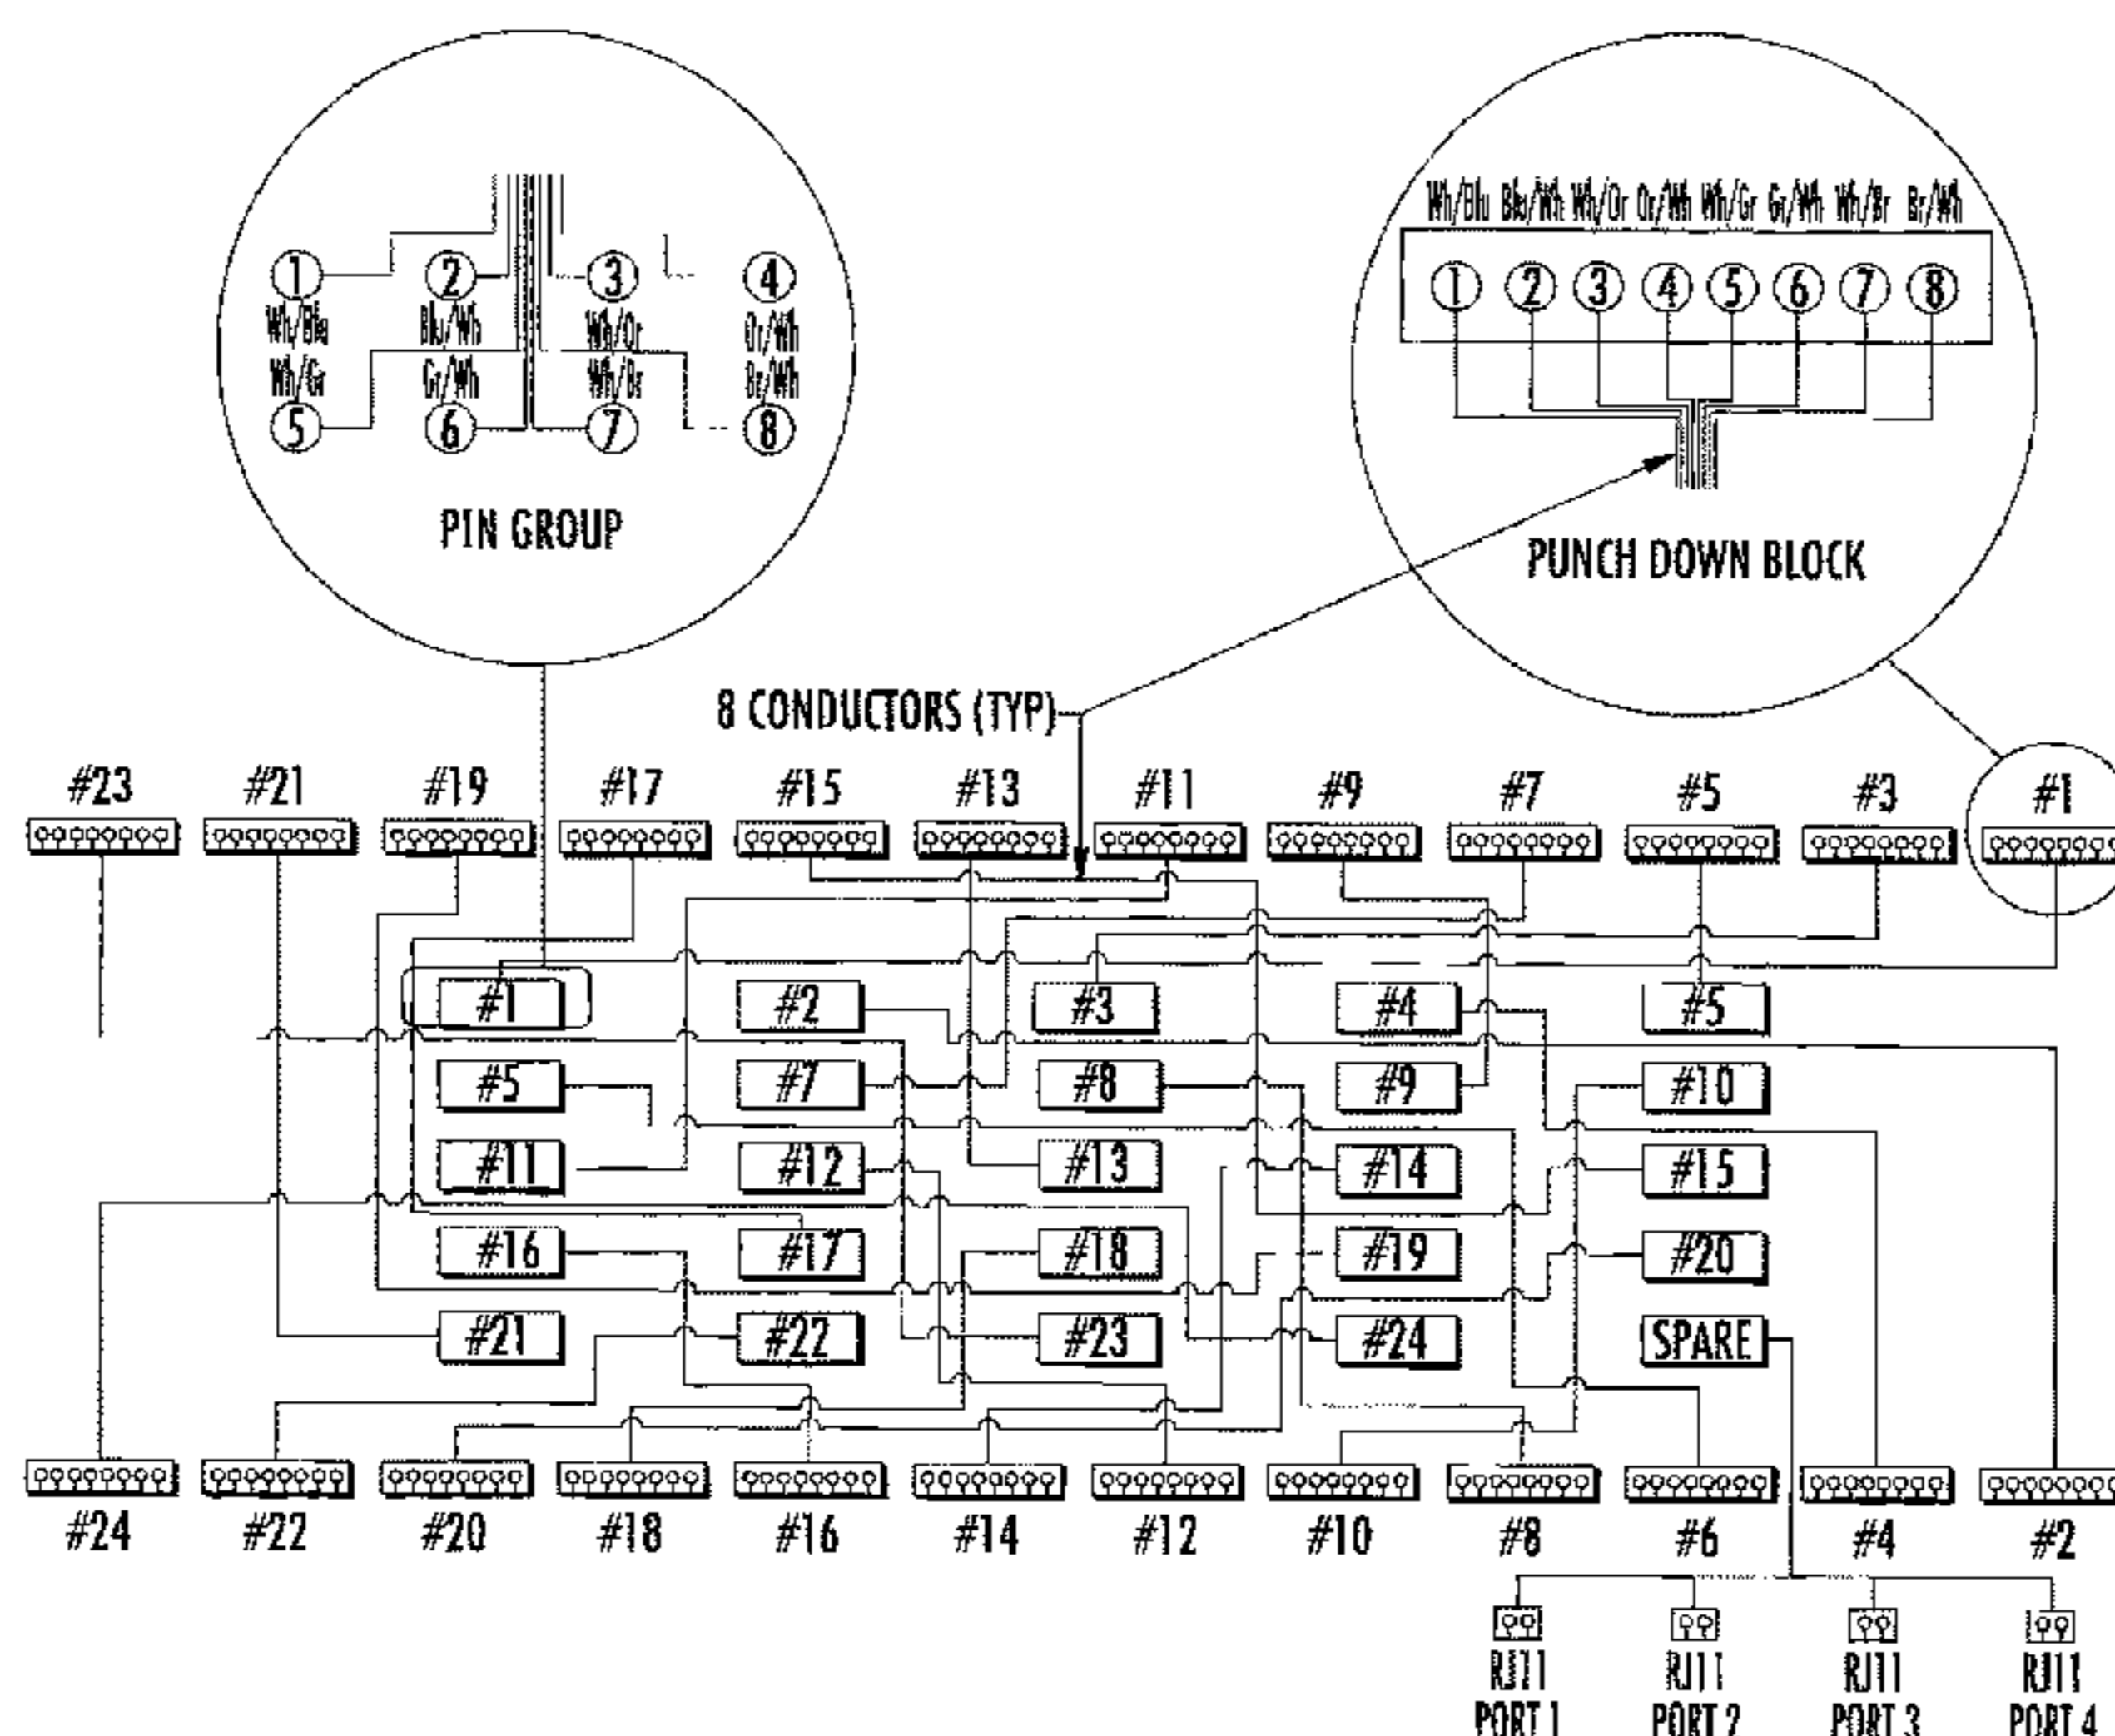 Wh/Blu Blu/Wh Wh/Or Or/Wh Wh/Gr Gr/Wh Wh/Br Br/Wh
1 2 3 4 5 6 7 8
PUNCH DOWN BLOCK
1 2 3 4
Wh/Blu Blu/Wh Wh/Or Or/Wh
Wh/Gr Gr/Wh Wh/Br Br/Wh
5 6 7 8
PIN GROUP
8 CONDUCTORS (TYP)
#23 #21 #19 #17 #15 #13 #11 #9 #7 #5 #3 #1
#1 #2 #3 #4 #5
#5 #7 #8 #9 #10
#11 #12 #13 #14 #15
#16 #17 #18 #19 #20
#21 #22 #23 #24 SPARE
#24 #22 #20 #18 #16 #14 #12 #10 #8 #6 #4 #2
RJ11 RJ11 RJ11 RJ11
PORT 1 PORT 2 PORT 3 PORT 4